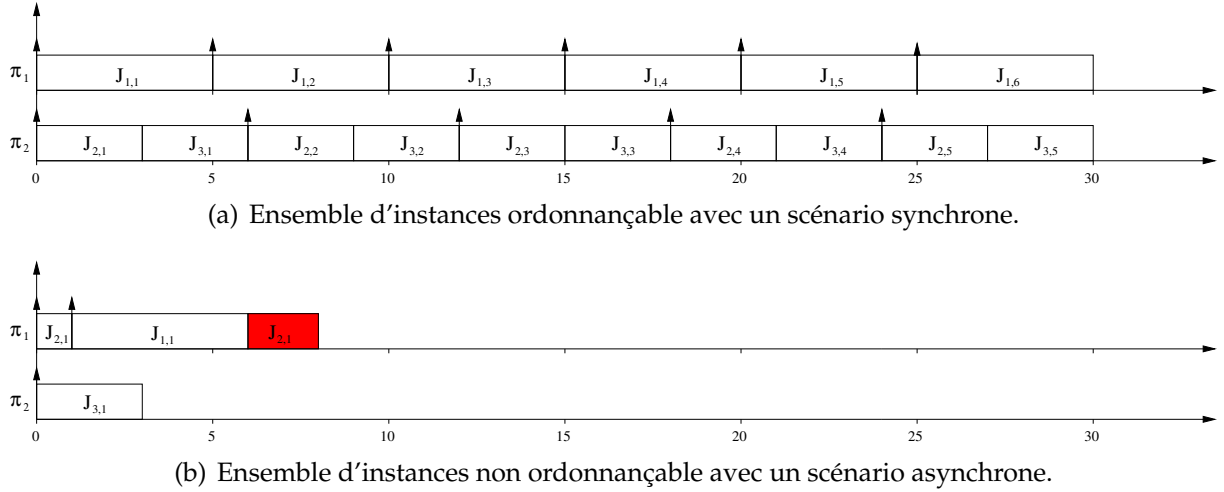 π1 J1,1 J1,2 J1,3 J1,4 J1,5 J1,6
π2 J2,1 J3,1 J2,2 J3,2 J2,3 J3,3 J2,4 J3,4 J2,5 J3,5
0 5 10 15 20 25 30
(a) Ensemble d'instances ordonnançable avec un scénario synchrone.
π1 J2,1 J1,1 J2,1
π2 J3,1
0 5 10 15 20 25 30
(b) Ensemble d'instances non ordonnançable avec un scénario asynchrone.